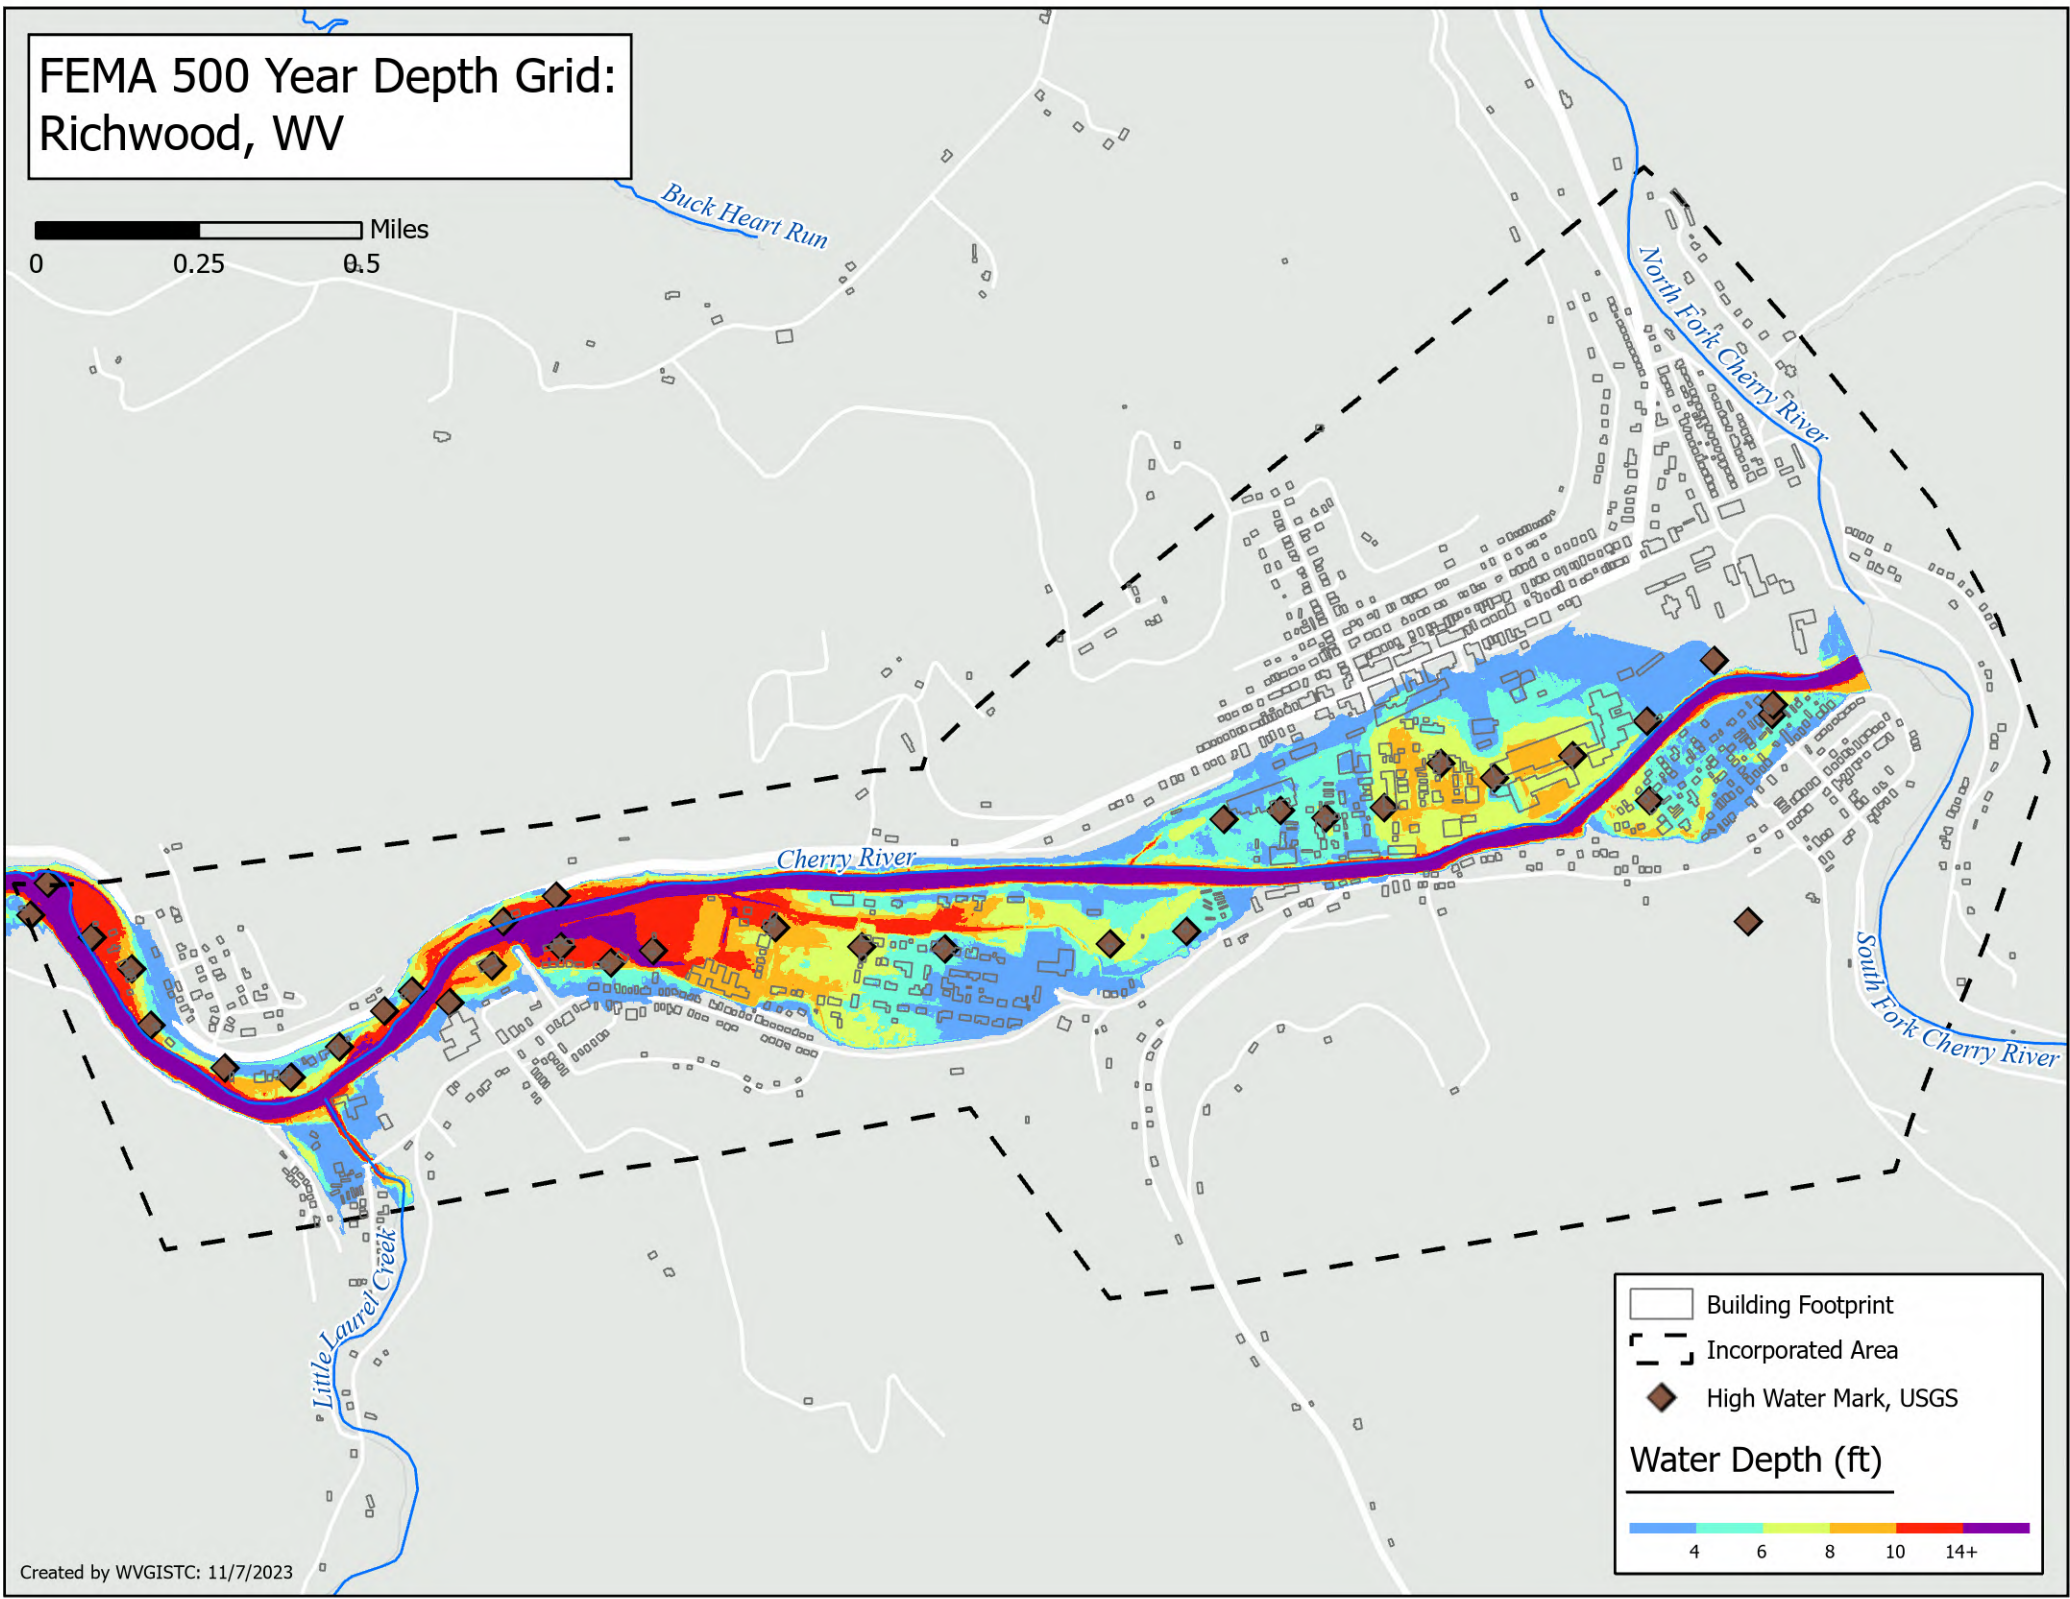 FEMA 500 Year Depth Grid:
Richwood, WV
Miles
0 0.25 0.5
Buck Heart Run
North Fork Cherry River
Cherry River
South Fork Cherry River
Little Laurel Creek
Building Footprint
Incorporated Area
High Water Mark, USGS
Water Depth (ft)
4 6 8 10 14+
Created by WVGISTC: 11/7/2023